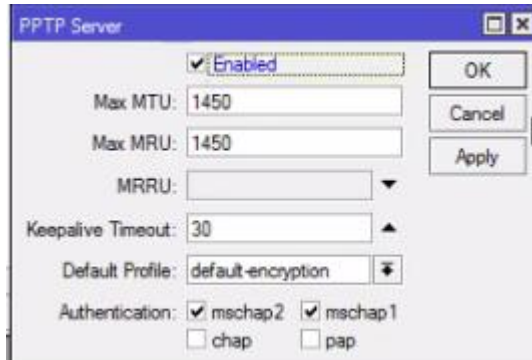 PPTP Server
Enabled
OK
Max MTU: 1450
Cancel
Max MRU: 1450
Apply
MRRU:
Keepalive Timeout: 30
Default Profile: default-encryption
Authentication: mschap2 mschap1
chap pap